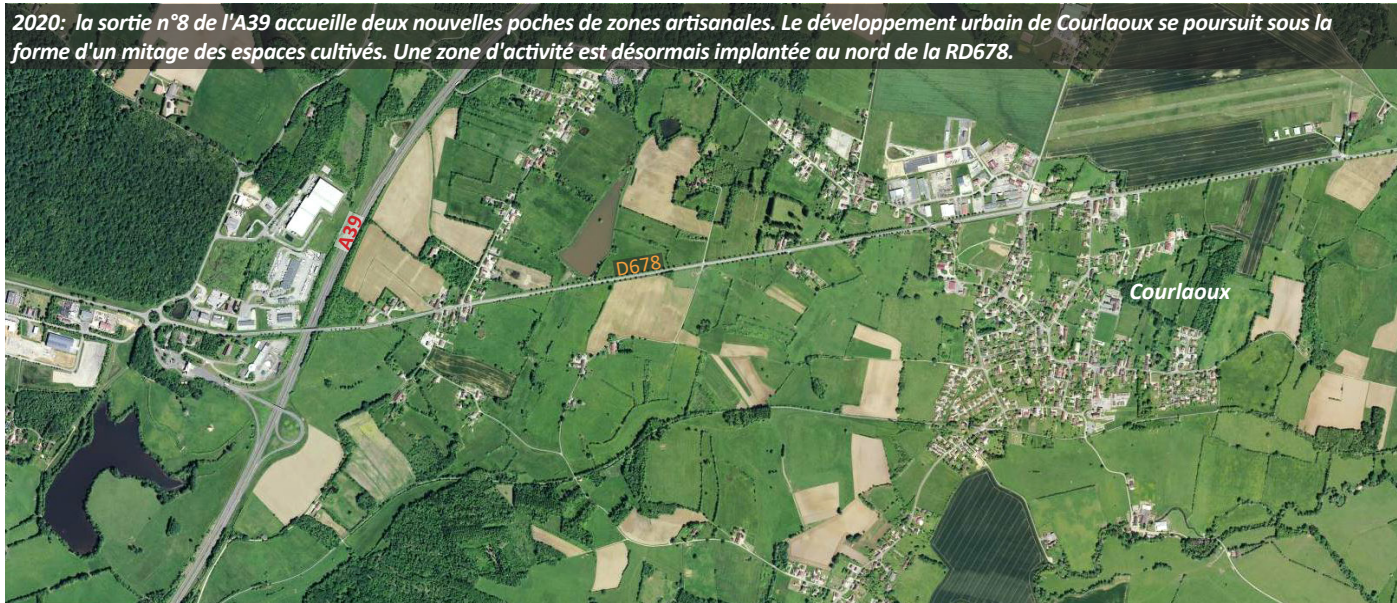 2020: la sortie n°8 de l'A39 accueille deux nouvelles poches de zones artisanales. Le développement urbain de Courlaoux se poursuit sous la
forme d'un mitage des espaces cultivés. Une zone d'activité est désormais implantée au nord de la RD678.
A39
D678
Courlaoux